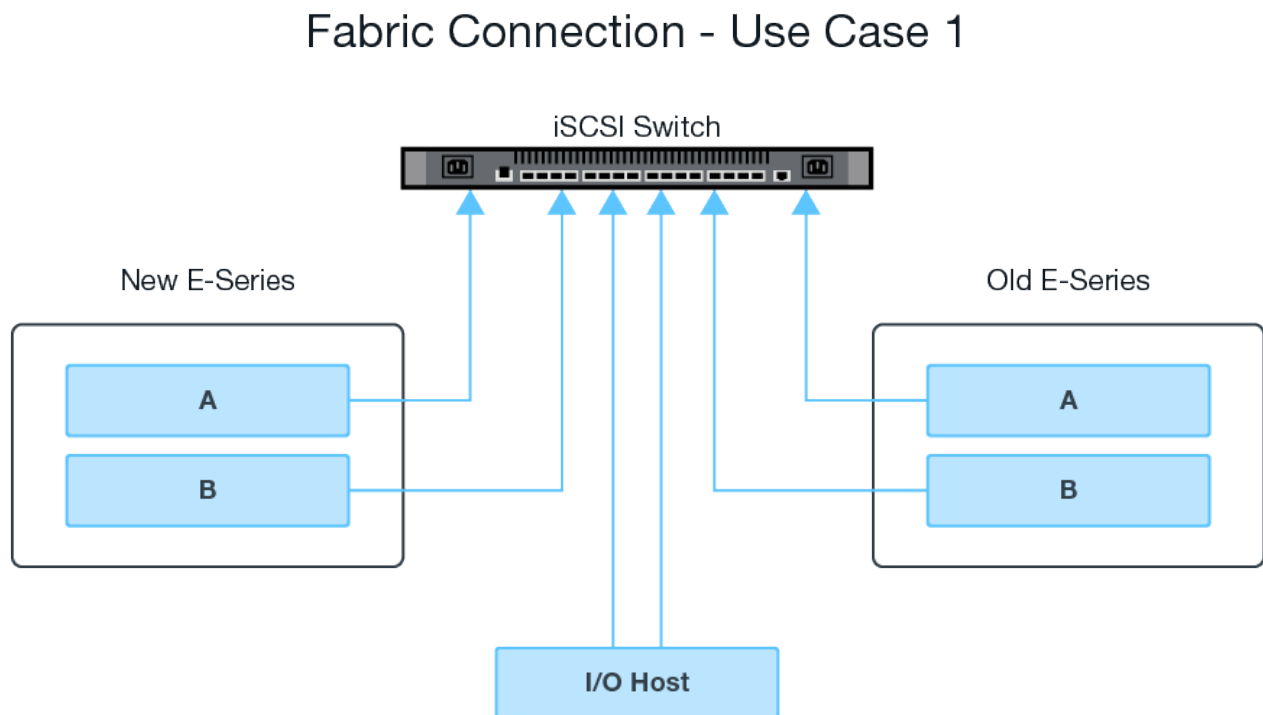 Fabric Connection - Use Case 1
iSCSI Switch
New E-Series
Old E-Series
A
A
B
B
I/O Host